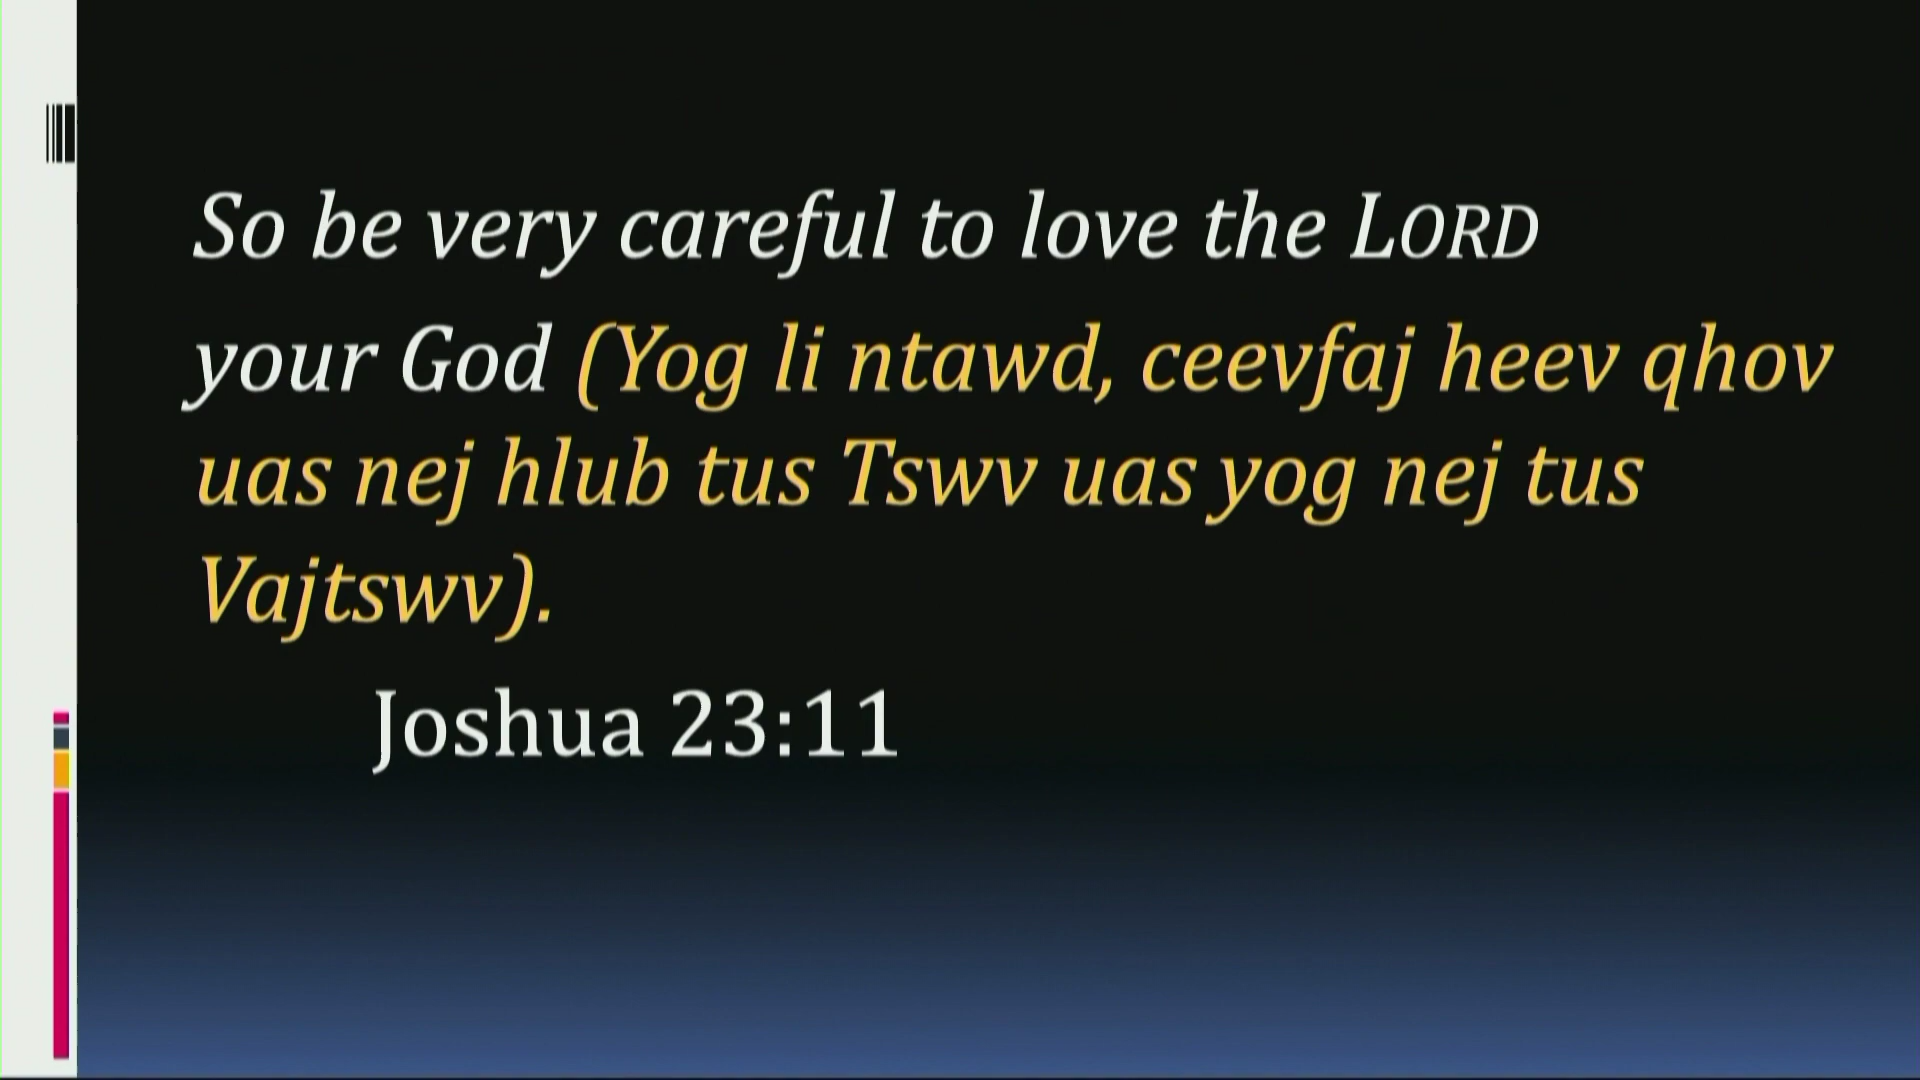 So be very careful to love the LORD
your God (Yog li ntawd, ceevfaj heev qhov
uas nej hlub tus Tswv uas yog nej tus
Vajtswv).
Joshua 23:11